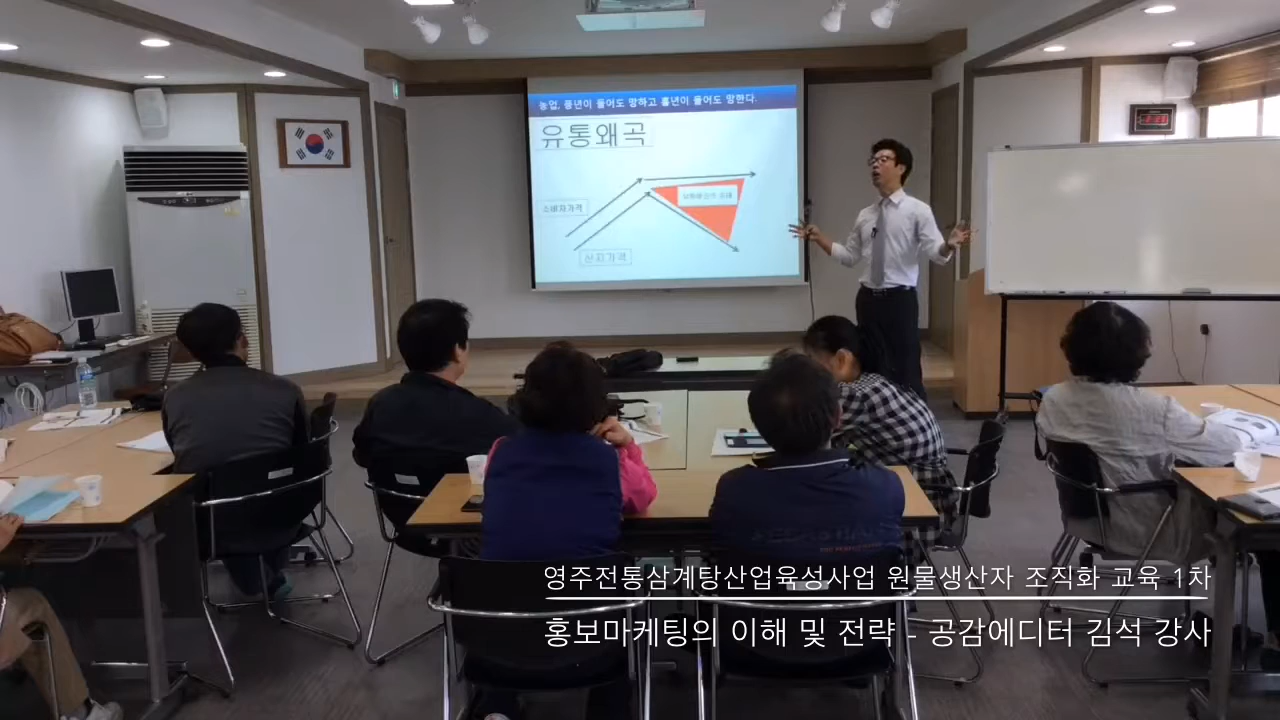 농업, 풍년이 들어도 망하고 흉년이 들어도 망한다.
유통왜곡
소비자가격
산지가격
영주전통삼계탕산업육성사업 원물생산자 조직화 교육 1차
홍보마케팅의 이해 및 전략 - 공감에디터 김석 강사